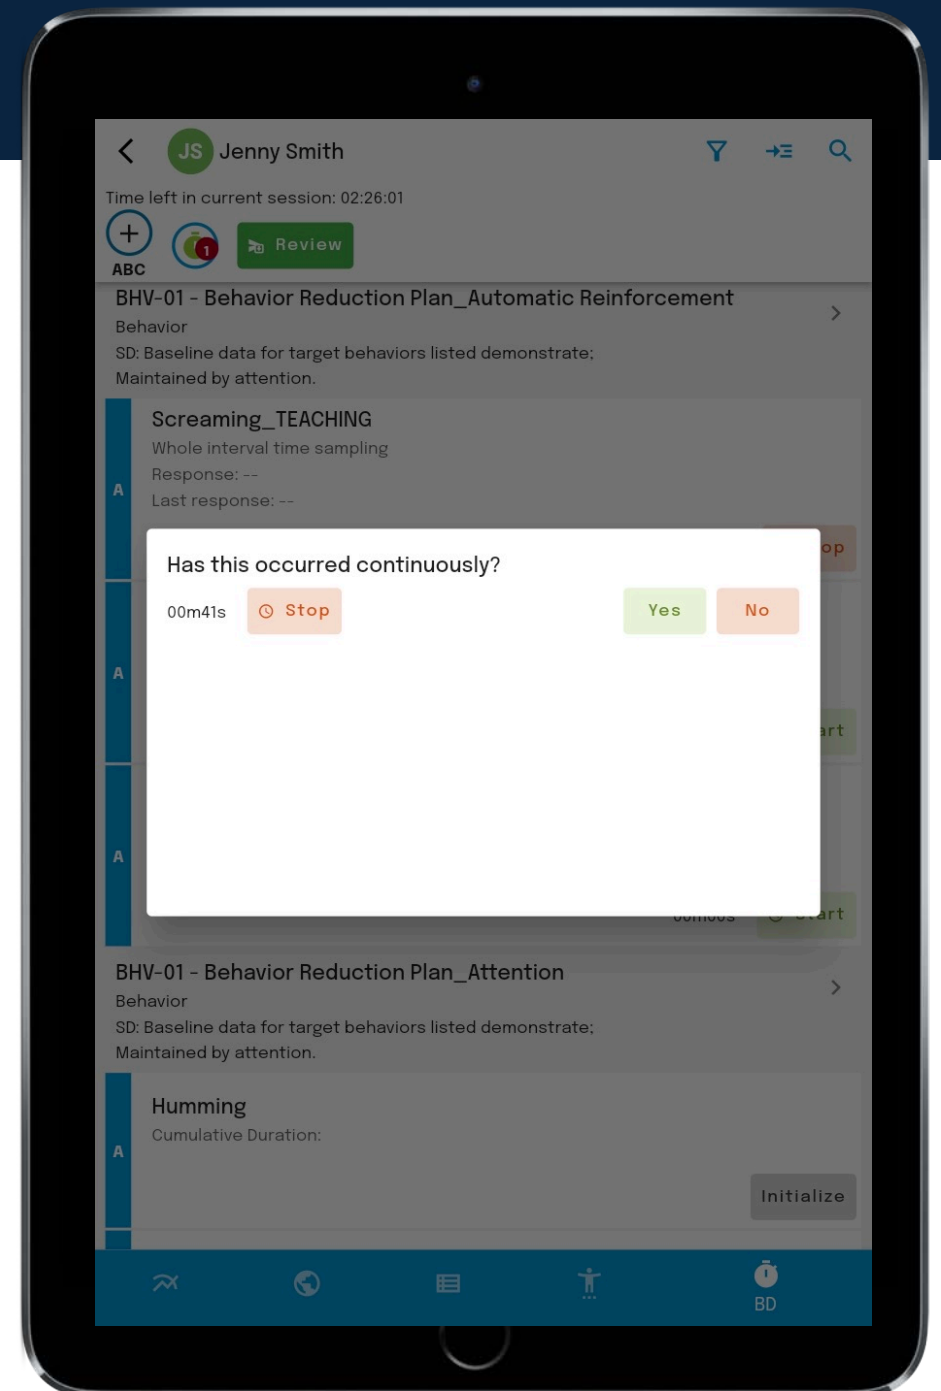 JS Jenny Smith
Time left in current session: 02:26:01
1
Review
ABC
BHV-01 - Behavior Reduction Plan_Automatic Reinforcement
Behavior
SD: Baseline data for target behaviors listed demonstrate;
Maintained by attention.
Screaming_TEACHING
Whole interval time sampling
Response: --
A
Last response: --
op
Has this occurred continuously?
00m41s Stop Yes No
A
art
A
art
BHV-01 - Behavior Reduction Plan_Attention
Behavior
SD: Baseline data for target behaviors listed demonstrate;
Maintained by attention.
Humming
Cumulative Duration:
A
Initialize
BD